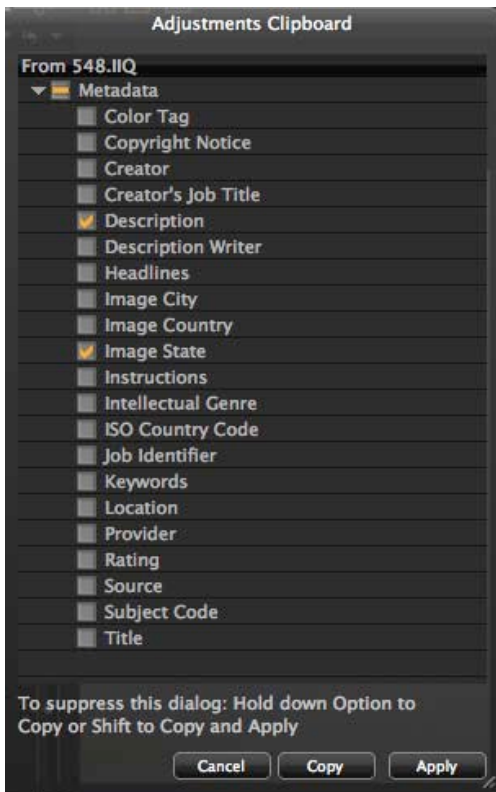 Adjustments Clipboard
From 548.IIQ
Metadata
Color Tag
Copyright Notice
Creator
Creator's Job Title
Description
Description Writer
Headlines
Image City
Image Country
Image State
Instructions
Intellectual Genre
ISO Country Code
Job Identifier
Keywords
Location
Provider
Rating
Source
Subject Code
Title
To suppress this dialog: Hold down Option to
Copy or Shift to Copy and Apply
Cancel Copy Apply